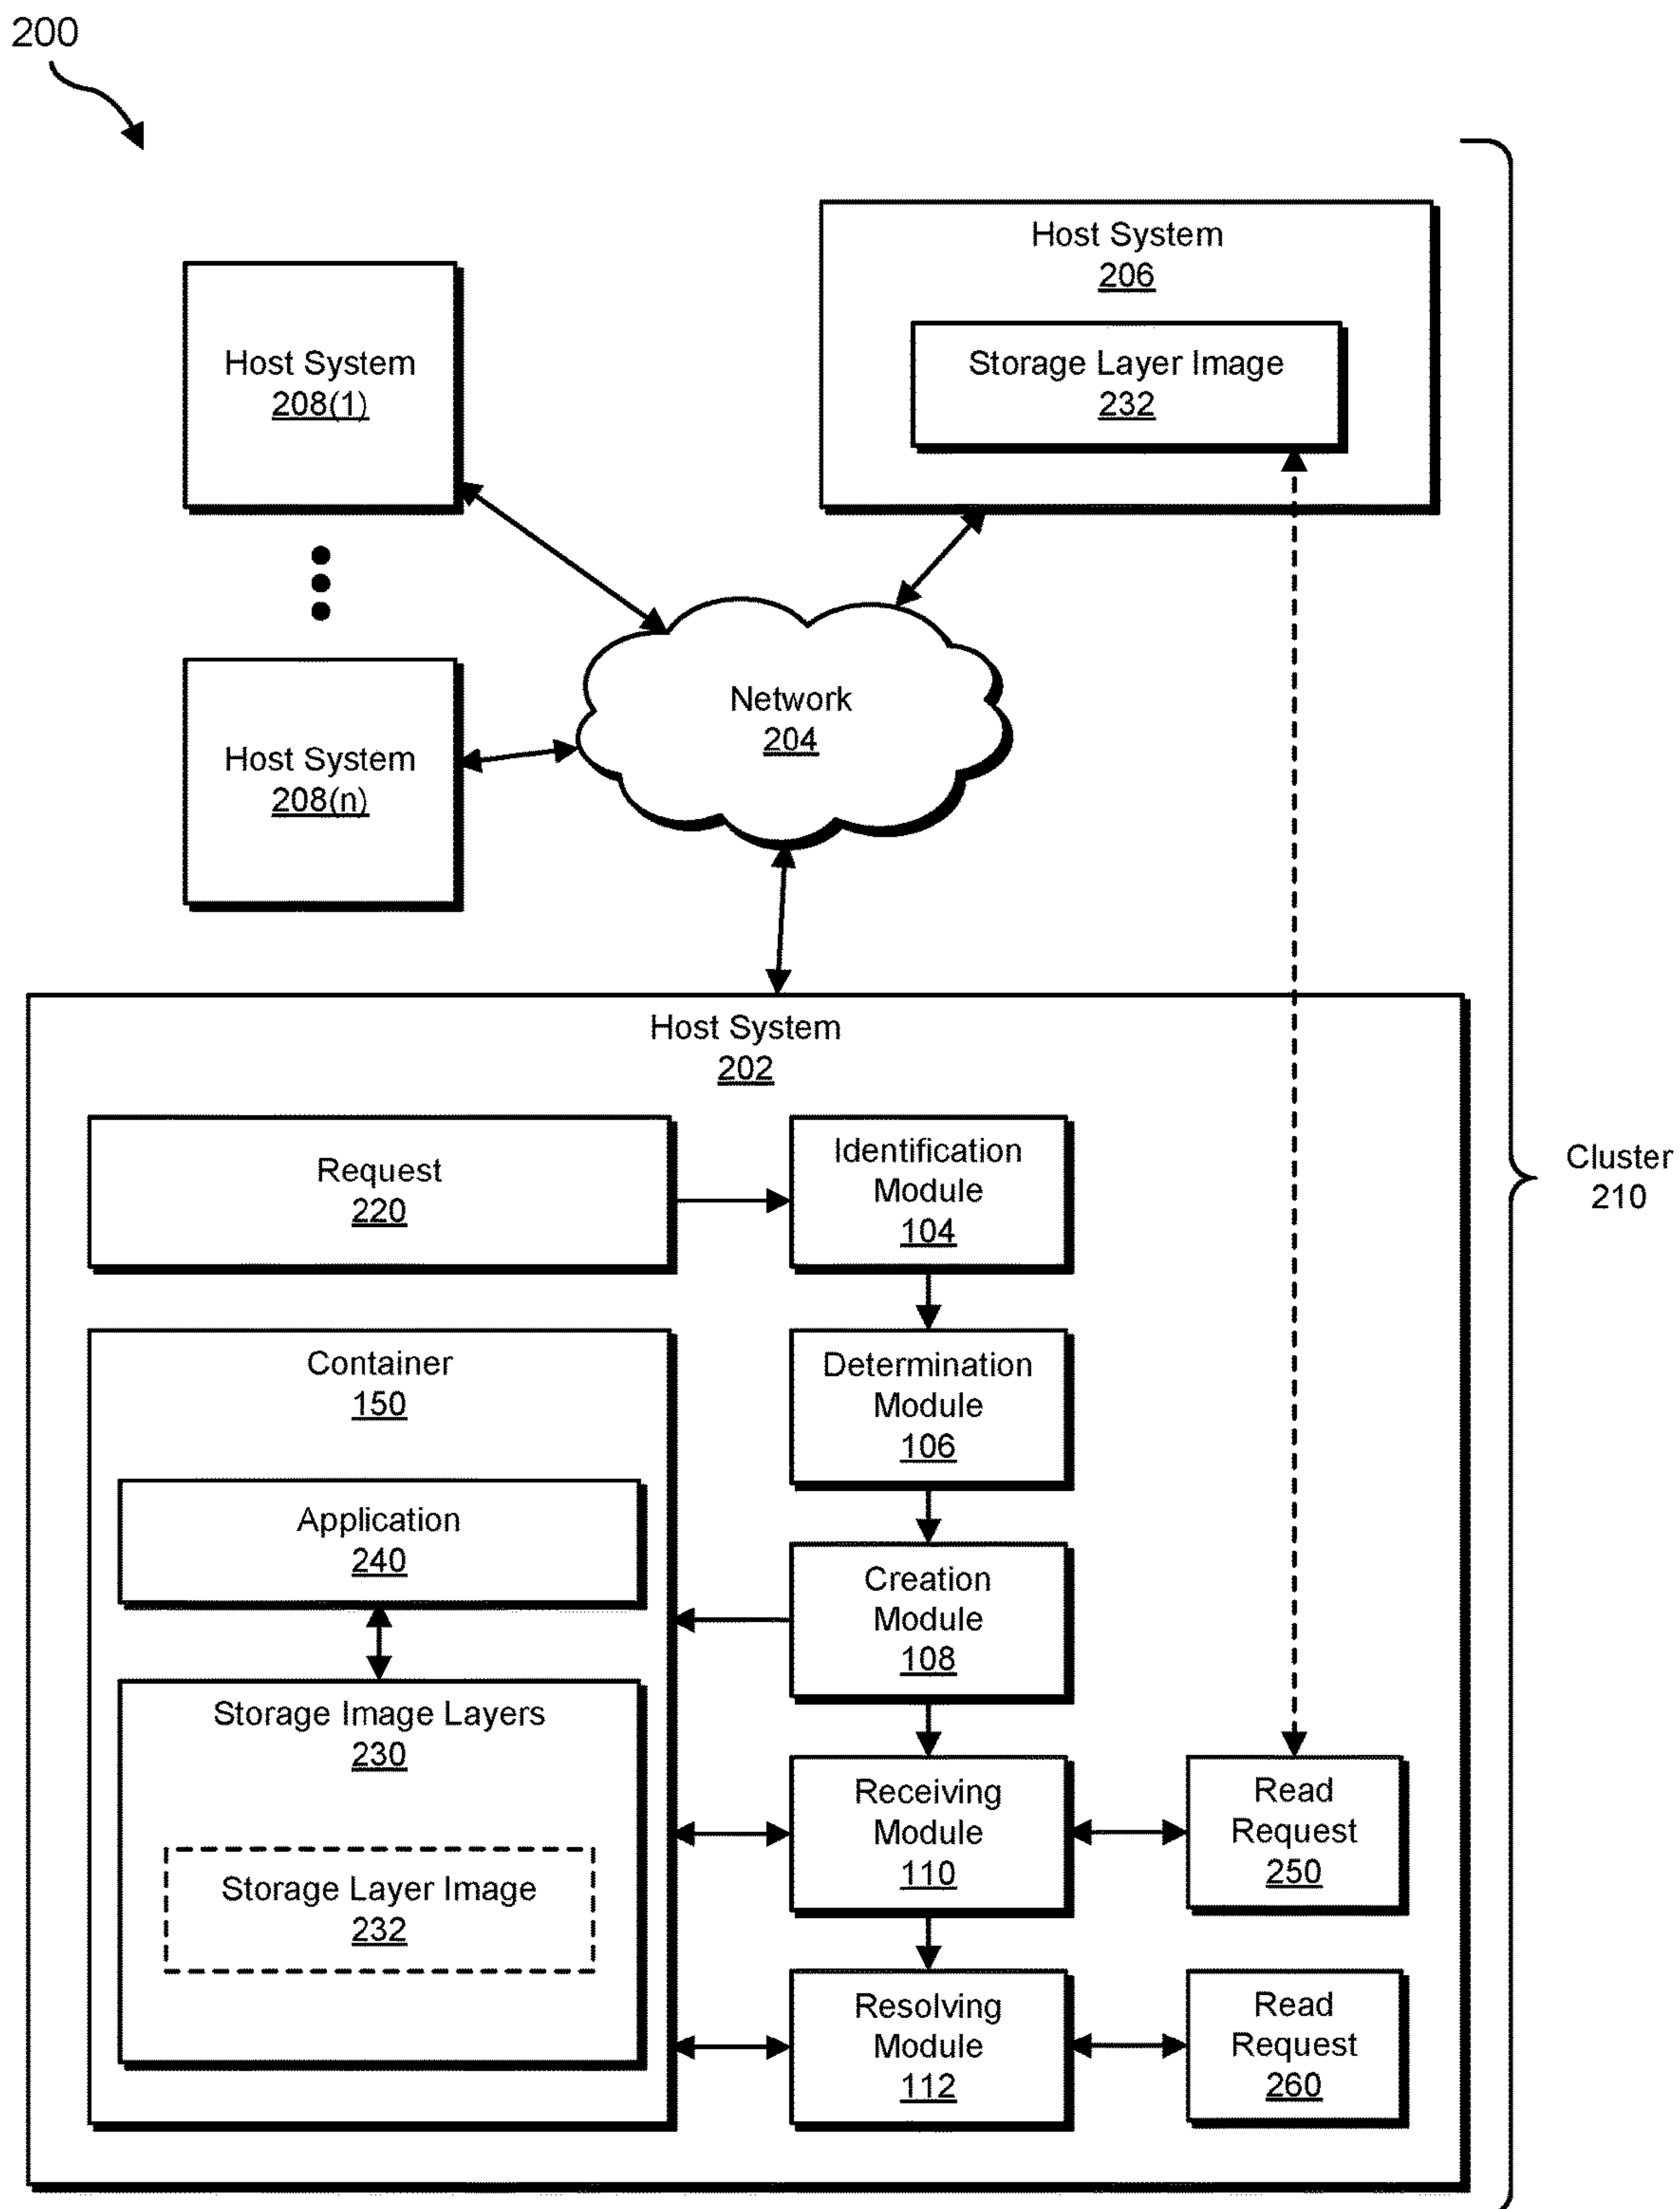 200
Host System
206
Storage Layer Image
232
Host System
208(1)
Host System
208(n)
Network
204
Host System
202
Request
220
Identification
Module
104
Cluster
210
Container
150
Determination
Module
106
Application
240
Creation
Module
108
Storage Image Layers
230
Storage Layer Image
232
Receiving
Module
110
Read
Request
250
Resolving
Module
112
Read
Request
260